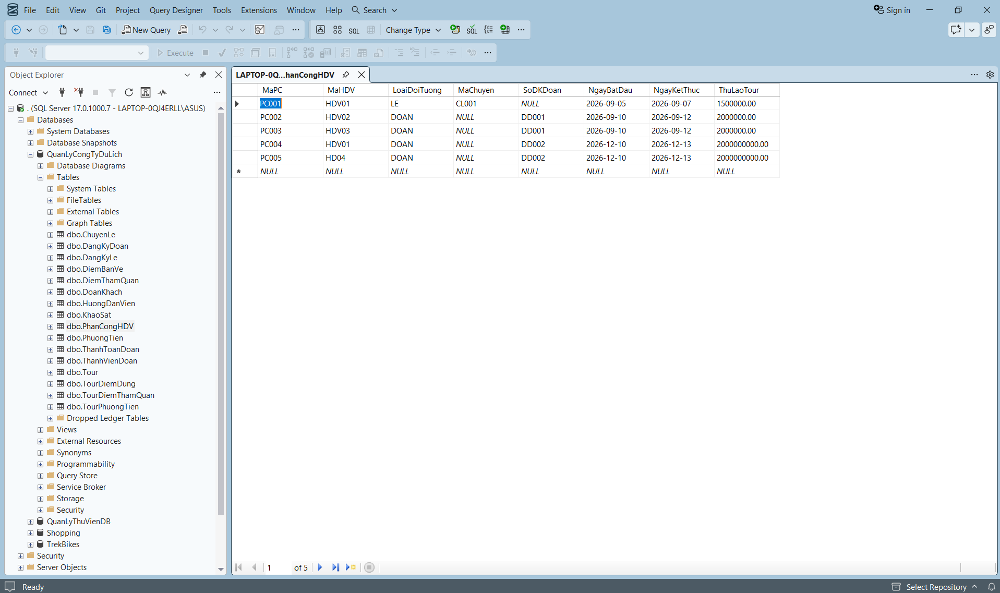 File Edit View Git Project Query Designer Tools Extensions Window Help Search Sign in
New Query SQL Change Type SQL
Execute
Object Explorer
LAPTOP-0Q...hanCongHDV
Connect
. (SQL Server 17.0.1000.7 - LAPTOP-0QJ4ERLL\ASUS)
Databases
System Databases
Database Snapshots
QuanLyCongTyDuLich
Database Diagrams
Tables
System Tables
FileTables
External Tables
Graph Tables
dbo.ChuyenLe
dbo.DangKyDoan
dbo.DangKyLe
dbo.DiemBanVe
dbo.DiemThamQuan
dbo.DoanKhach
dbo.HuongDanVien
dbo.KhaoSat
dbo.PhanCongHDV
dbo.PhuongTien
dbo.ThanhToanDoan
dbo.ThanhVienDoan
dbo.Tour
dbo.TourDiemDung
dbo.TourDiemThamQuan
dbo.TourPhuongTien
Dropped Ledger Tables
Views
External Resources
Synonyms
Programmability
Query Store
Service Broker
Storage
Security
QuanLyThuVienDB
Shopping
TrekBikes
Security
Server Objects
MaPC MaHDV LoaiDoiTuong MaChuyen SoDKDoan NgayBatDau NgayKetThuc ThuLaoTour
PC001 HDV01 LE CL001 NULL 2026-09-05 2026-09-07 1500000.00
PC002 HDV02 DOAN NULL DD001 2026-09-10 2026-09-12 2000000.00
PC003 HDV03 DOAN NULL DD001 2026-09-10 2026-09-12 2000000.00
PC004 HDV01 DOAN NULL DD002 2026-12-10 2026-12-13 2000000000.00
PC005 HD04 DOAN NULL DD002 2026-12-10 2026-12-13 2000000000.00
* NULL NULL NULL NULL NULL NULL NULL NULL
1 of 5
Ready Select Repository